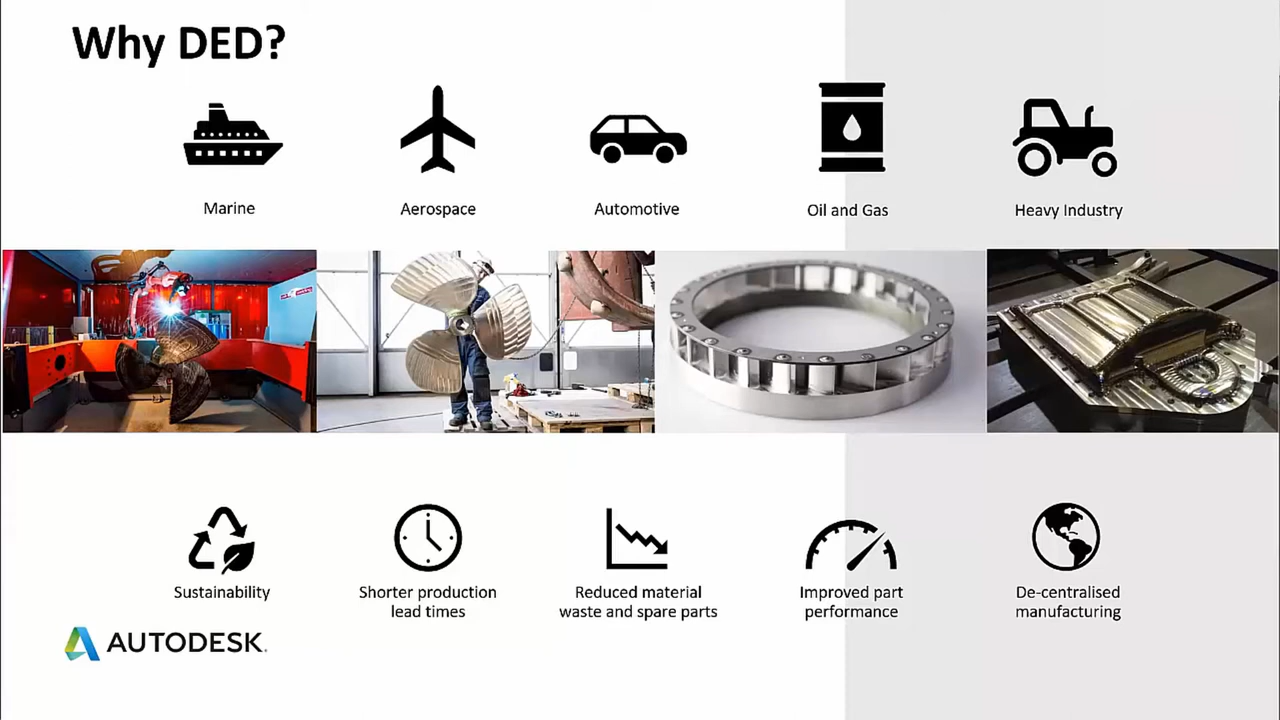 Why DED?
Marine
Aerospace
Automotive
Oil and Gas
Heavy Industry
Sustainability
Shorter production
lead times
Reduced material
waste and spare parts
Improved part
performance
De-centralised
manufacturing
AUTODESK.